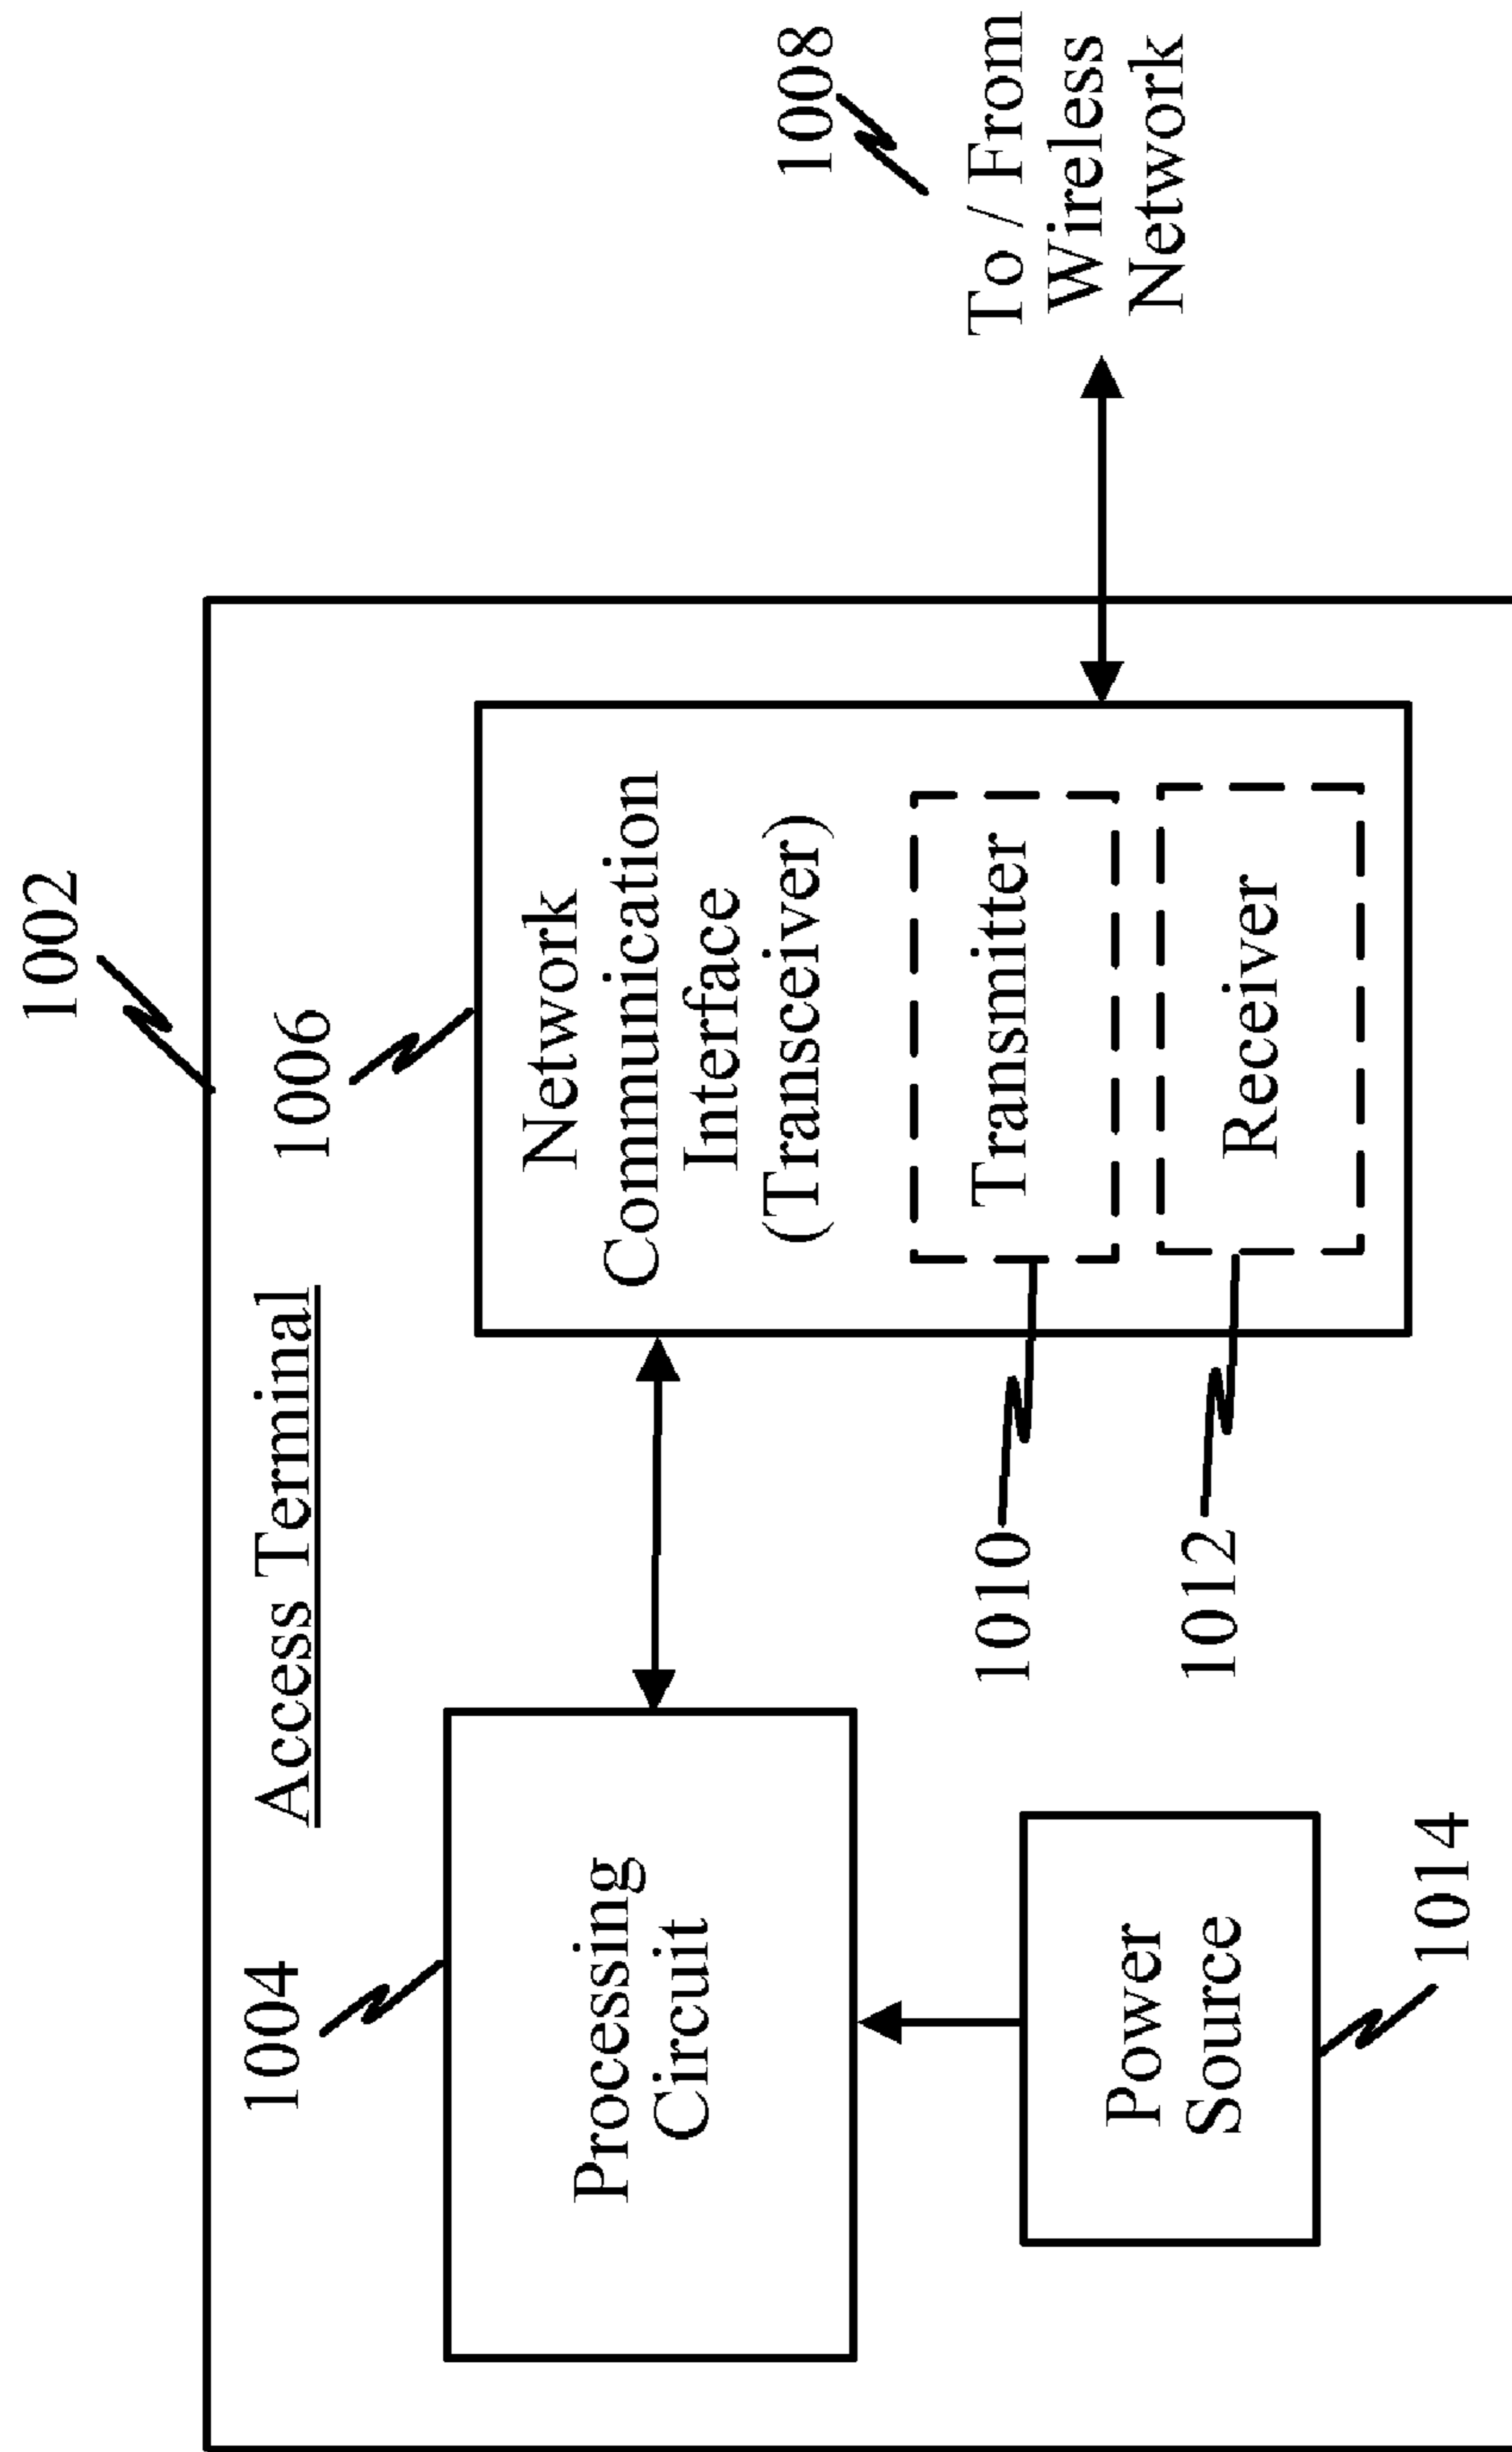 1002
Access Terminal
1004
1006
Processing
Circuit
Network
Communication
Interface
(Transceiver)
1008
To / From
Wireless
Network
1010
Transmitter
1012
Receiver
Power
Source
1014